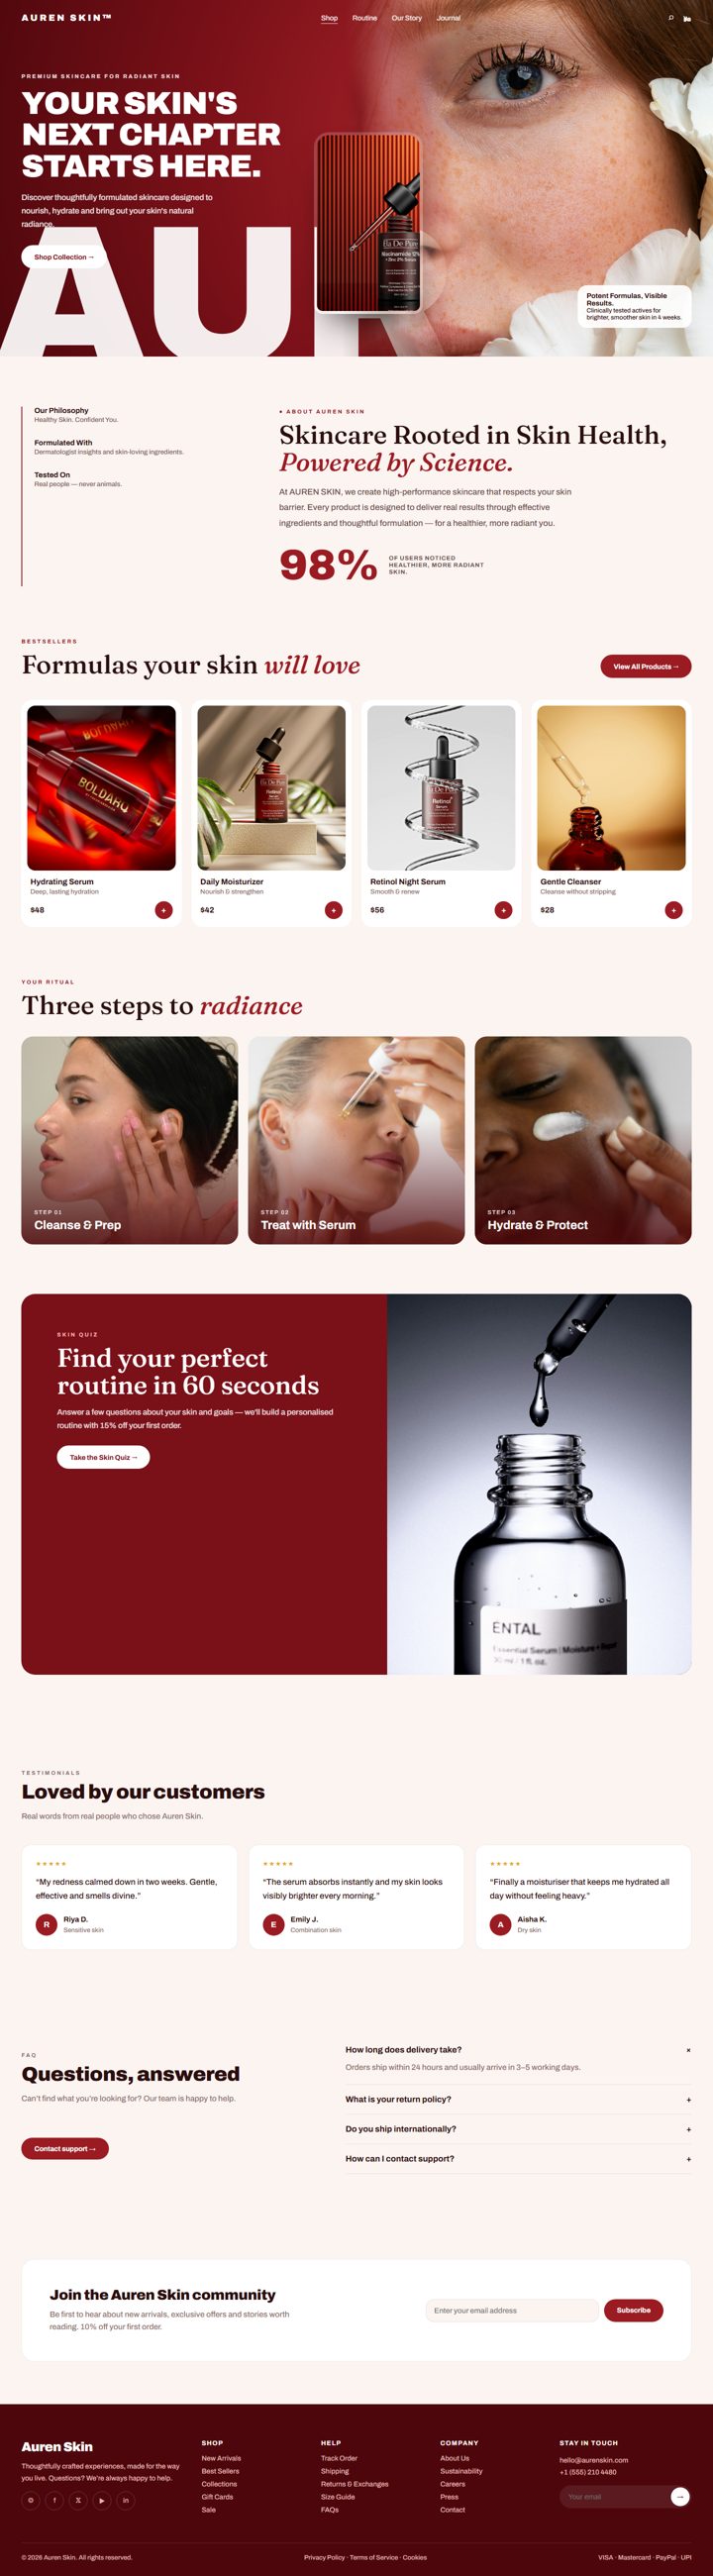 AUREN SKIN™
Shop Routine Our Story Journal
PREMIUM SKINCARE FOR RADIANT SKIN
YOUR SKIN'S
NEXT CHAPTER
STARTS HERE.
Discover thoughtfully formulated skincare designed to
nourish, hydrate and bring out your skin's natural
radiance.
Shop Collection →
AUR
Niacinamide
Potent Formulas, Visible
Results.
Clinically tested actives for
brighter, smoother skin in 4 weeks.
Our Philosophy
Healthy Skin. Confident You.
Formulated With
Dermatologist insights and skin-loving ingredients.
Tested On
Real people — never animals.
● ABOUT AUREN SKIN
Skincare Rooted in Skin Health,
Powered by Science.
At AUREN SKIN, we create high-performance skincare that respects your skin
barrier. Every product is designed to deliver real results through effective
ingredients and thoughtful formulation — for a healthier, more radiant you.
98%
OF USERS NOTICED
HEALTHIER, MORE RADIANT
SKIN.
BESTSELLERS
Formulas your skin will love
View All Products →
BOLDARU
Retinol
Serum
Retinol
Serum
Hydrating Serum
Deep, lasting hydration
$48
+
Daily Moisturizer
Nourish & strengthen
$42
+
Retinol Night Serum
Smooth & renew
$56
+
Gentle Cleanser
Cleanse without stripping
$28
+
YOUR RITUAL
Three steps to radiance
STEP 01
Cleanse & Prep
STEP 02
Treat with Serum
STEP 03
Hydrate & Protect
SKIN QUIZ
Find your perfect
routine in 60 seconds
Answer a few questions about your skin and goals — we'll build a personalised
routine with 15% off your first order.
Take the Skin Quiz →
ENTAL
Essential Serum | Moisture + Repair
30 ml / 1 fl. oz.
TESTIMONIALS
Loved by our customers
Real words from real people who chose Auren Skin.
★★★★★
“My redness calmed down in two weeks. Gentle,
effective and smells divine.”
R
Riya D.
Sensitive skin
★★★★★
“The serum absorbs instantly and my skin looks
visibly brighter every morning.”
E
Emily J.
Combination skin
★★★★★
“Finally a moisturiser that keeps me hydrated all
day without feeling heavy.”
A
Aisha K.
Dry skin
FAQ
Questions, answered
Can't find what you're looking for? Our team is happy to help.
Contact support →
How long does delivery take? ×
Orders ship within 24 hours and usually arrive in 3–5 working days.
What is your return policy? +
Do you ship internationally? +
How can I contact support? +
Join the Auren Skin community
Be first to hear about new arrivals, exclusive offers and stories worth
reading. 10% off your first order.
Enter your email address
Subscribe
Auren Skin
Thoughtfully crafted experiences, made for the way
you live. Questions? We're always happy to help.
f 𝕏 ▶ in
SHOP
New Arrivals
Best Sellers
Collections
Gift Cards
Sale
HELP
Track Order
Shipping
Returns & Exchanges
Size Guide
FAQs
COMPANY
About Us
Sustainability
Careers
Press
Contact
STAY IN TOUCH
hello@aurenskin.com
+1 (555) 210 4480
Your email →
© 2026 Auren Skin. All rights reserved.
Privacy Policy · Terms of Service · Cookies
VISA · Mastercard · PayPal · UPI